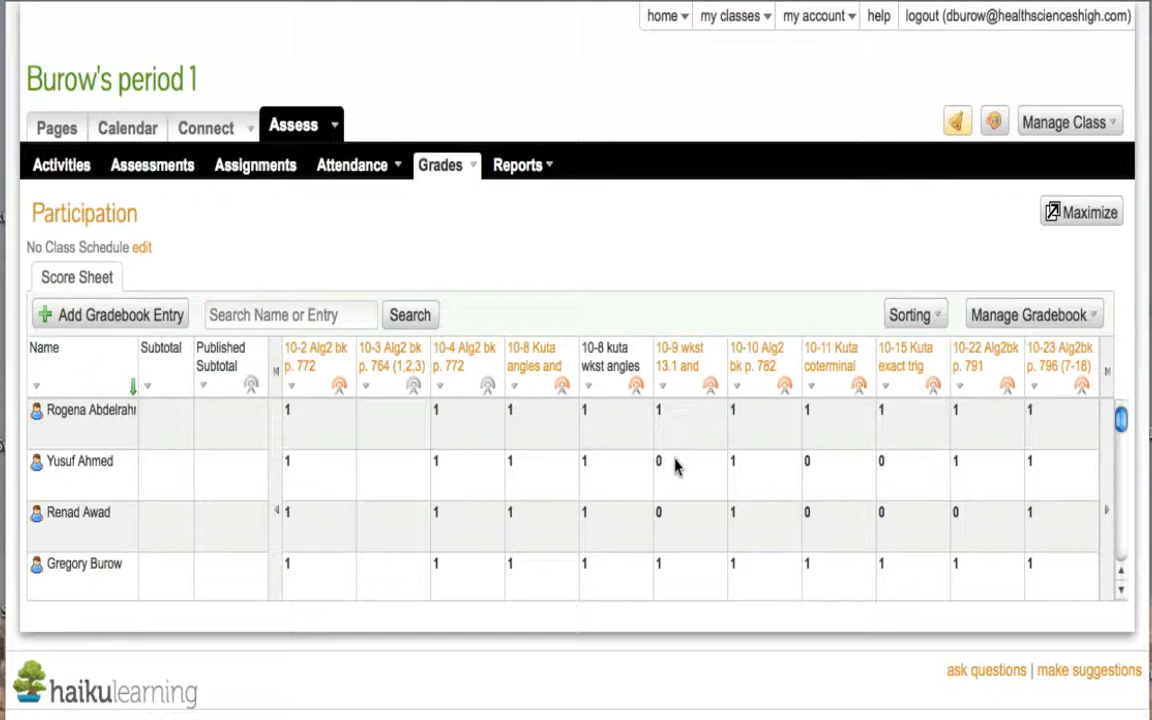 home my classes my account help logout (dburow@healthscienceshigh.com)
Burow's period 1
Pages Calendar Connect Assess Manage Class
Activities Assessments Assignments Attendance Grades Reports
Participation Maximize
No Class Schedule edit
Score Sheet
Add Gradebook Entry Search Name or Entry Search Sorting Manage Gradebook
Name Subtotal Published 10-2 Alg2 bk 10-3 Alg2 bk 10-4 Alg2 bk 10-8 Kuta 10-8 kuta 10-9 wkst 10-10 Alg2 10-11 Kuta 10-15 Kuta 10-22 Alg2bk 10-23 Alg2bk
Subtotal p. 772 p. 764 (1,2,3) p. 772 angles and wkst angles 13.1 and bk p. 782 coterminal exact trig p. 791 p. 796 (7-18)
Rogena Abdelrahr 1 1 1 1 1 1 1 1 1 1
Yusuf Ahmed 1 1 1 1 0 1 0 0 1 1
Renad Awad 1 1 1 1 0 1 0 0 0 1
Gregory Burow 1 1 1 1 1 1 1 1 1 1
ask questions | make suggestions
haikulearning